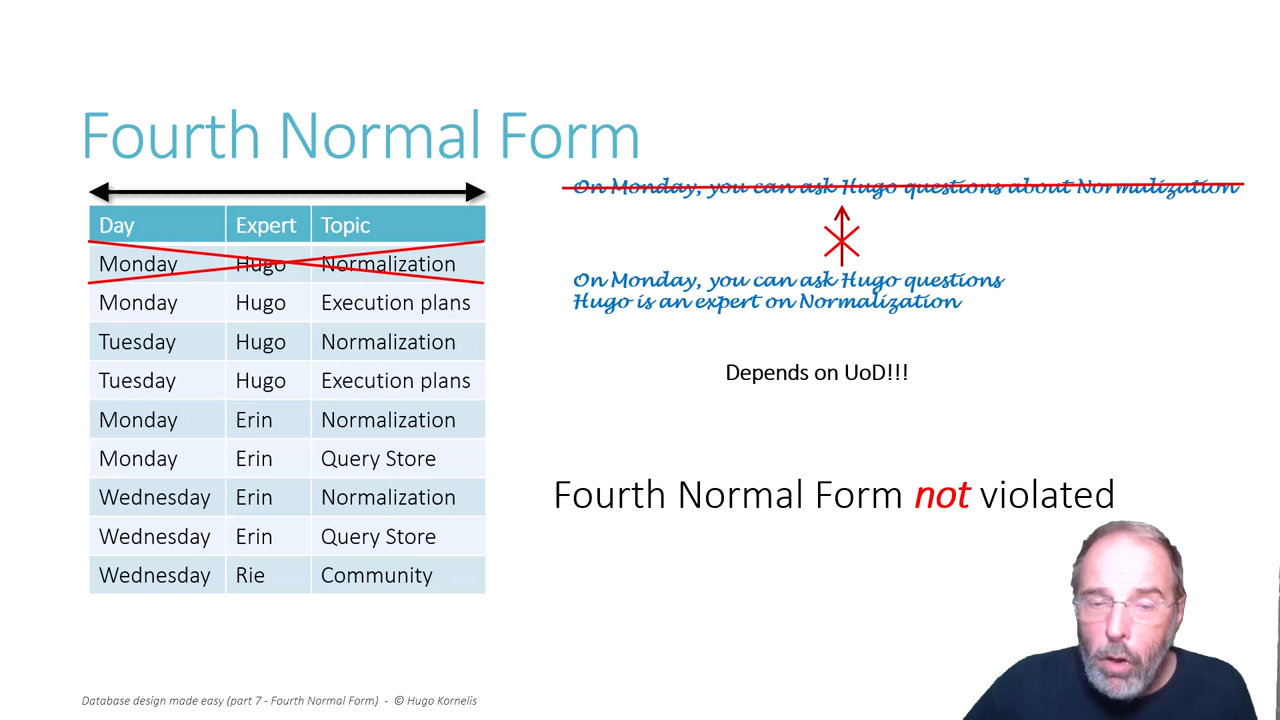 Fourth Normal Form
On Monday, you can ask Hugo questions about Normalization
Day Expert Topic
Monday Hugo Normalization
Monday Hugo Execution plans
Tuesday Hugo Normalization
Tuesday Hugo Execution plans
Monday Erin Normalization
Monday Erin Query Store
Wednesday Erin Normalization
Wednesday Erin Query Store
Wednesday Rie Community
On Monday, you can ask Hugo questions
Hugo is an expert on Normalization
Depends on UoD!!!
Fourth Normal Form not violated
Database design made easy (part 7 - Fourth Normal Form) - © Hugo Kornelis